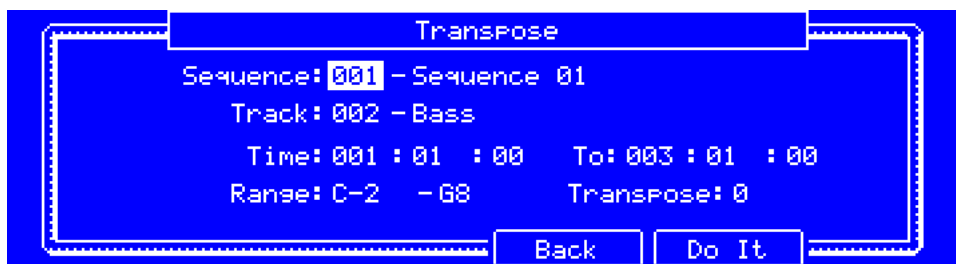 Transpose
Sequence: 001 - Sequence 01
Track: 002 - Bass
Time: 001 : 01 : 00 To: 003 : 01 : 00
Range: C-2 - G8 Transpose: 0
Back Do It